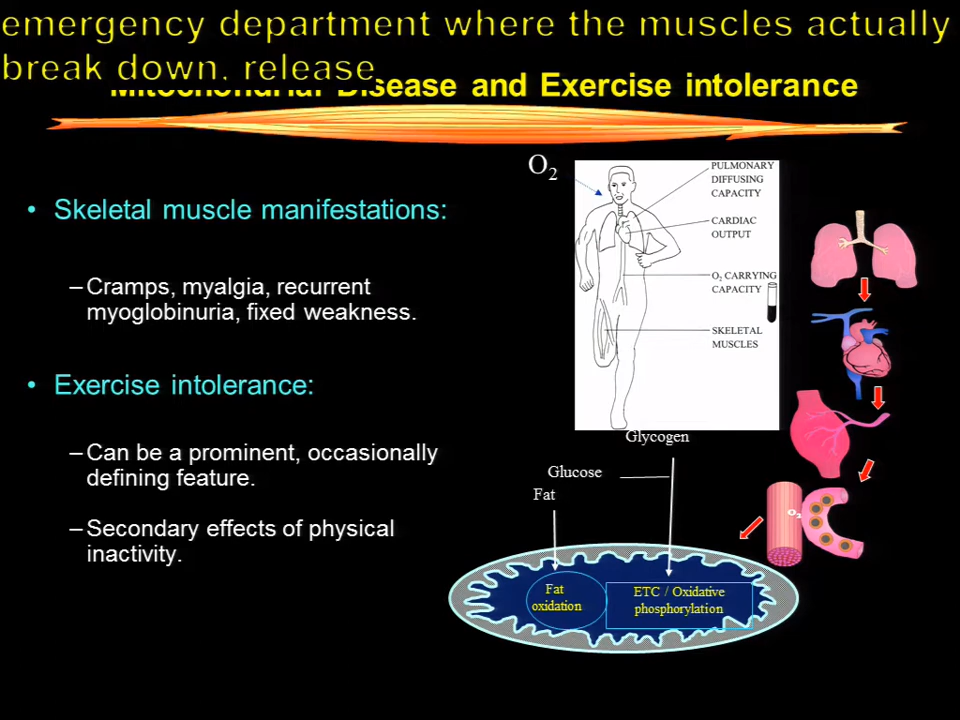 emergency department where the muscles actually
break down, release
Mitochondrial Disease and Exercise intolerance
• Skeletal muscle manifestations:
– Cramps, myalgia, recurrent
myoglobinuria, fixed weakness.
• Exercise intolerance:
– Can be a prominent, occasionally
defining feature.
– Secondary effects of physical
inactivity.
O2
PULMONARY
DIFFUSING
CAPACITY
CARDIAC
OUTPUT
O2 CARRYING
CAPACITY
SKELETAL
MUSCLES
Glycogen
Glucose
Fat
O2
Fat
oxidation
ETC / Oxidative
phosphorylation